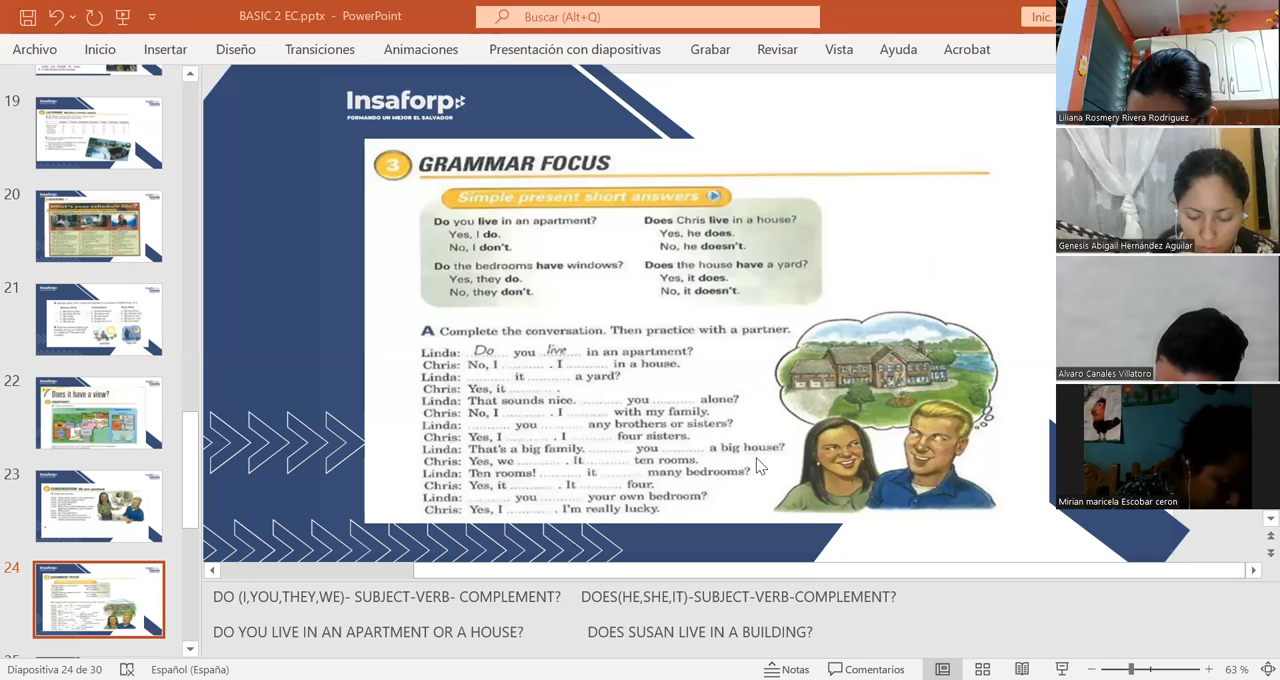 BASIC 2 EC.pptx - PowerPoint
Buscar (Alt+Q)
Inic.
Archivo Inicio Insertar Diseño Transiciones Animaciones Presentación con diapositivas Grabar Revisar Vista Ayuda Acrobat
19
20
21
22
Does it have a view?
23
24
Insaforp
FORMANDO UN MEJOR EL SALVADOR
3 GRAMMAR FOCUS
Simple present short answers
Do you live in an apartment?
Yes, I do.
No, I don't.
Does Chris live in a house?
Yes, he does.
No, he doesn't.
Do the bedrooms have windows?
Yes, they do.
No, they don't.
Does the house have a yard?
Yes, it does.
No, it doesn't.
A Complete the conversation. Then practice with a partner.
Linda: Do you live in an apartment?
Chris: No, I ......... . I ......... in a house.
Linda: ......... it ......... a yard?
Chris: Yes, it ......... .
Linda: That sounds nice. ......... you ......... alone?
Chris: No, I ......... . I ......... with my family.
Linda: ......... you ......... any brothers or sisters?
Chris: Yes, I ......... . I ......... four sisters.
Linda: That's a big family. ......... you ......... a big house?
Chris: Yes, we ......... . It ......... ten rooms.
Linda: Ten rooms! ......... it ......... many bedrooms?
Chris: Yes, it ......... . It ......... four.
Linda: ......... you ......... your own bedroom?
Chris: Yes, I ......... . I'm really lucky.
Liliana Rosmery Rivera Rodriguez
Genesis Abigail Hernández Aguilar
Alvaro Canales Villatoro
Mirian maricela Escobar ceron
DO (I,YOU,THEY,WE)- SUBJECT-VERB- COMPLEMENT? DOES(HE,SHE,IT)-SUBJECT-VERB-COMPLEMENT?
DO YOU LIVE IN AN APARTMENT OR A HOUSE? DOES SUSAN LIVE IN A BUILDING?
Diapositiva 24 de 30 Español (España) Notas Comentarios 63 %